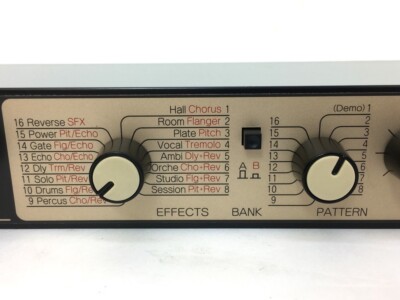 Hall Chorus 1
Room Flanger 2
Plate Pitch 3
Vocal Tremolo 4
Ambi Dly+Rev 5
Orche Cho+Rev 6
Studio Flg+Rev 7
Session Pit+Rev 8
16 Reverse SFX
15 Power Pit/Echo
14 Gate Flg/Echo
13 Echo Cho/Echo
12 Dly Trm/Rev
11 Solo Pit/Rev
10 Drums Flg/Rev
9 Percus Cho/Rev
EFFECTS
A B
BANK
(Demo) 1
2
3
4
5
6
7
8
16
15
14
13
12
11
10
9
PATTERN